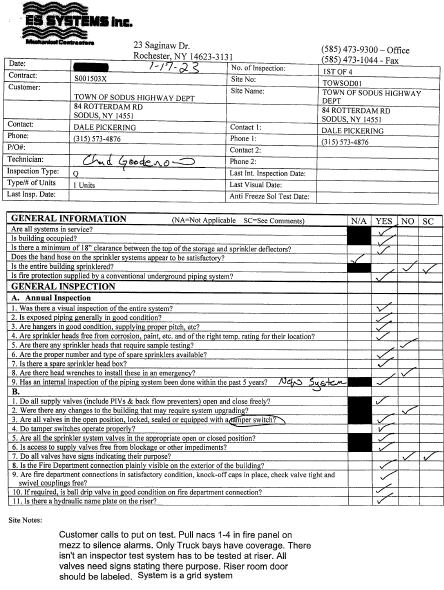 ES SYSTEMS Inc.
Mechanical Contractors
23 Saginaw Dr.
Rochester, NY 14623-3131
(585) 473-9300 – Office
(585) 473-1044 - Fax
Date: 1-17-23 No. of Inspection: 1ST OF 4
Contract: S001503X Site No: TOWSOD01
Customer: TOWN OF SODUS HIGHWAY DEPT Site Name: TOWN OF SODUS HIGHWAY DEPT
84 ROTTERDAM RD 84 ROTTERDAM RD
SODUS, NY 14551 SODUS, NY 14551
Contact: DALE PICKERING Contact 1: DALE PICKERING
Phone: (315) 573-4876 Phone 1: (315) 573-4876
P/O#: Contact 2:
Technician: Phone 2:
Inspection Type: Q Last Int. Inspection Date:
Type/# of Units 1 Units Last Visual Date:
Last Insp. Date: Anti Freeze Sol Test Date:
GENERAL INFORMATION (NA=Not Applicable SC=See Comments) N/A YES NO SC
Are all systems in service?
Is building occupied?
Is there a minimum of 18" clearance between the top of the storage and sprinkler deflectors?
Does the hand hose on the sprinkler systems appear to be satisfactory?
Is the entire building sprinklered?
Is fire protection supplied by a conventional underground piping system?
GENERAL INSPECTION
A. Annual Inspection
1. Was there a visual inspection of the entire system?
2. Is exposed piping generally in good condition?
3. Are hangers in good condition, supplying proper pitch, etc?
4. Are sprinkler heads free from corrosion, paint, etc. and of the right temp. rating for their location?
5. Are there any sprinkler heads that require sample testing?
6. Are the proper number and type of spare sprinklers available?
7. Is there a spare sprinkler head box?
8. Are there head wrenches to install these in an emergency?
9. Has an internal inspection of the piping system been done within the past 5 years? New System
B.
1. Do all supply valves (include PIVs & back flow preventers) open and close freely?
2. Were there any changes to the building that may require system upgrading?
3. Are all valves in the open position, locked, sealed or equipped with a tamper switch?
4. Do tamper switches operate properly?
5. Are all the sprinkler system valves in the appropriate open or closed position?
6. Is access to supply valves free from blockage or other impediments?
7. Do all valves have signs indicating their purpose?
8. Is the Fire Department connection plainly visible on the exterior of the building?
9. Are fire department connections in satisfactory condition, knock-off caps in place, check valve tight and
swivel couplings free?
10. If required, is ball drip valve in good condition on fire department connection?
11. Is there a hydraulic name plate on the riser?
Site Notes:
Customer calls to put on test. Pull nacs 1-4 in fire panel on
mezz to silence alarms. Only Truck bays have coverage. There
isn't an inspector test system has to be tested at riser. All
valves need signs stating there purpose. Riser room door
should be labeled. System is a grid system